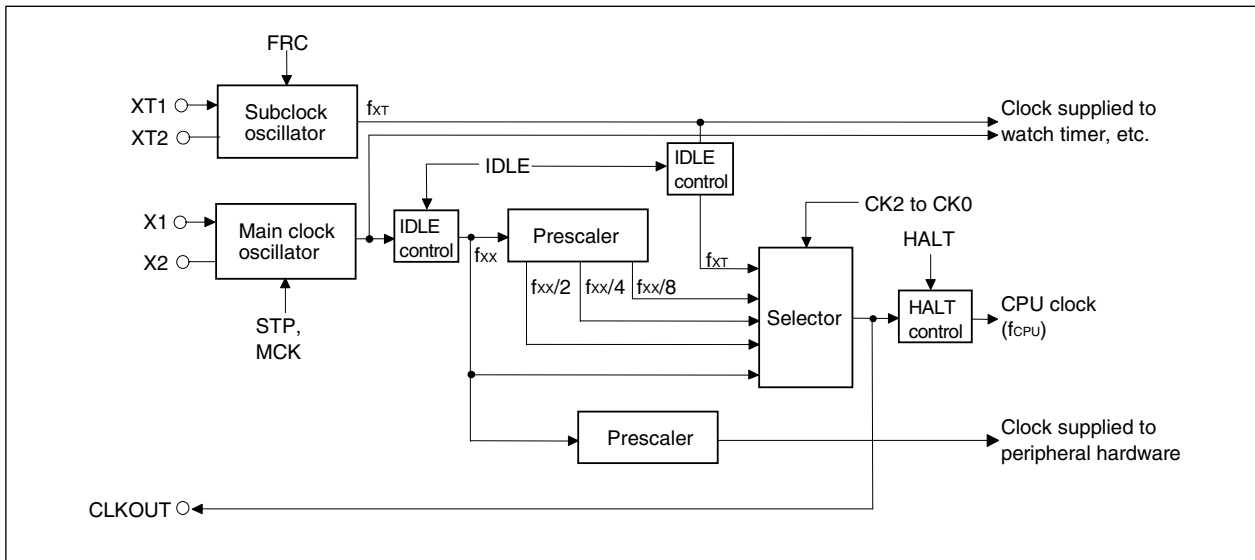 FRC
XT1
XT2
Subclock
oscillator
fXT
Clock supplied to
watch timer, etc.
IDLE
IDLE
control
X1
X2
Main clock
oscillator
IDLE
control
fXX
Prescaler
CK2 to CK0
HALT
fXT
fXX/2
fXX/4
fXX/8
Selector
HALT
control
CPU clock
(fCPU)
STP,
MCK
Prescaler
Clock supplied to
peripheral hardware
CLKOUT